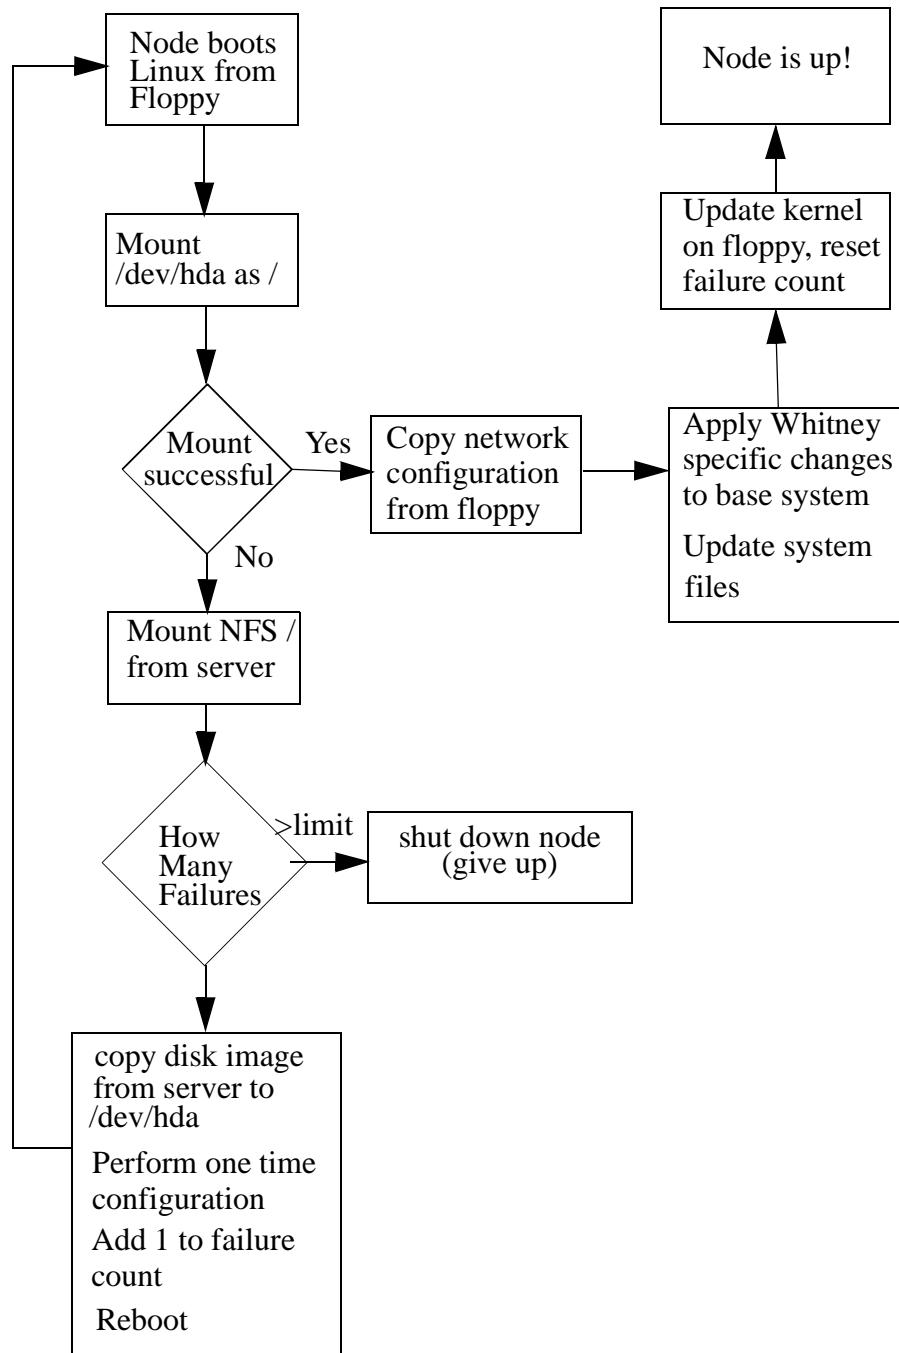 Node boots
Linux from
Floppy
Node is up!
Mount
/dev/hda as /
Update kernel
on floppy, reset
failure count
Mount
successful
Yes
No
Copy network
configuration
from floppy
Apply Whitney
specific changes
to base system
Update system
files
Mount NFS /
from server
How
Many
Failures
>limit
shut down node
(give up)
copy disk image
from server to
/dev/hda
Perform one time
configuration
Add 1 to failure
count
Reboot